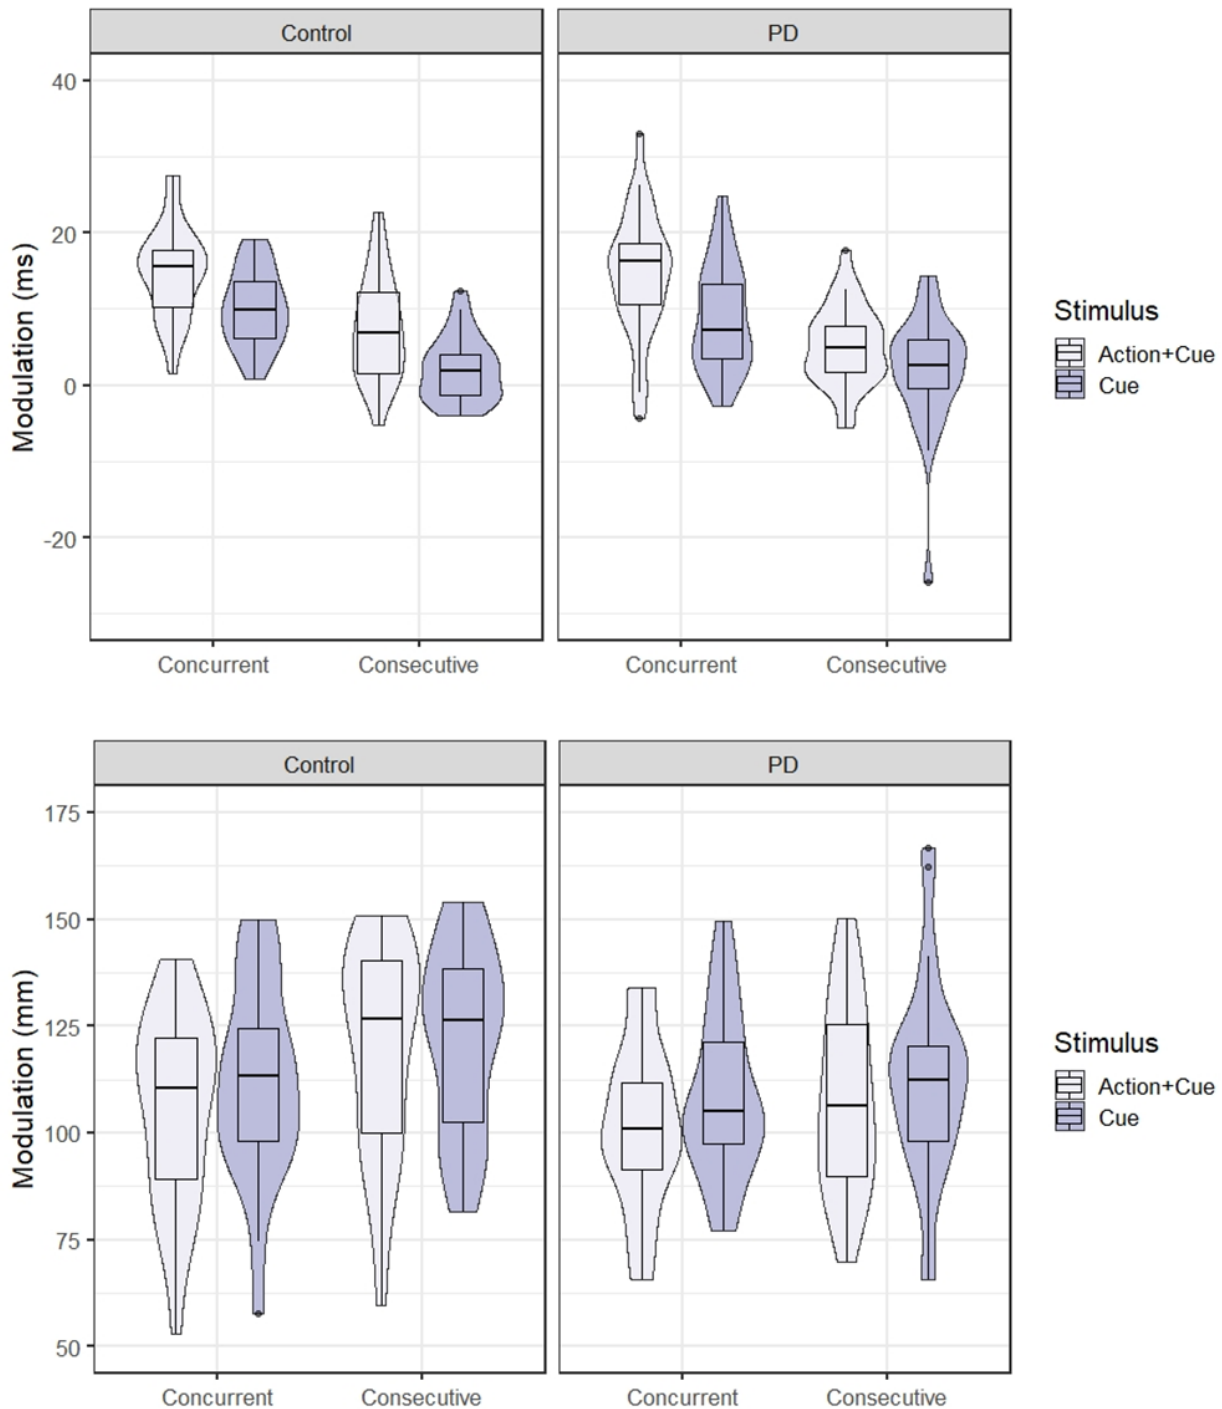 Control PD
40
20
0
-20
Modulation (ms)
Concurrent Consecutive Concurrent Consecutive
Stimulus
Action+Cue
Cue
Control PD
175
150
125
100
75
50
Modulation (mm)
Concurrent Consecutive Concurrent Consecutive
Stimulus
Action+Cue
Cue